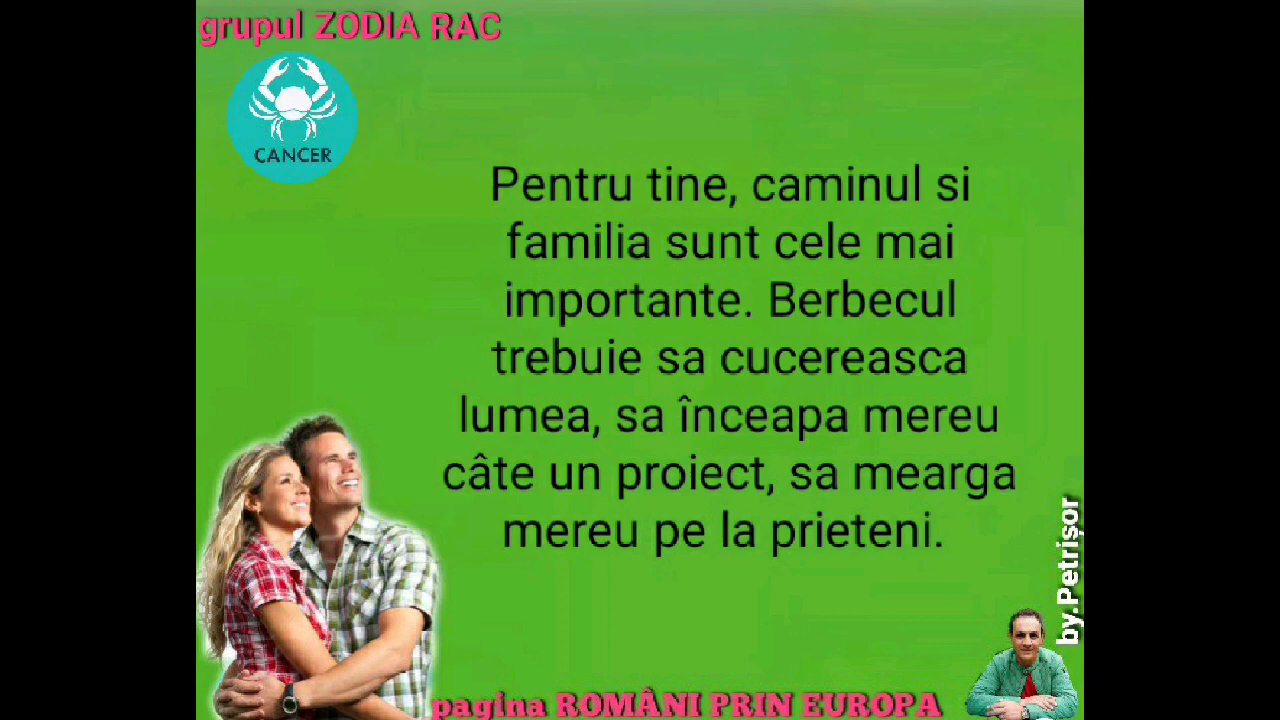 grupul ZODIA RAC
CANCER
Pentru tine, caminul si
familia sunt cele mai
importante. Berbecul
trebuie sa cucereasca
lumea, sa înceapa mereu
câte un proiect, sa mearga
mereu pe la prieteni.
by.Petrișor
pagina ROMÂNI PRIN EUROPA